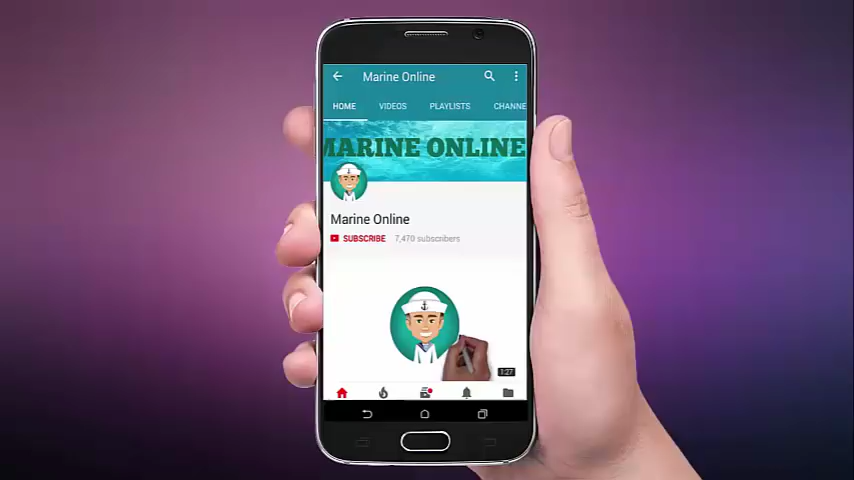 Marine Online
HOME VIDEOS PLAYLISTS CHANNE
MARINE ONLINE
Marine Online
SUBSCRIBE 7,470 subscribers
1:27